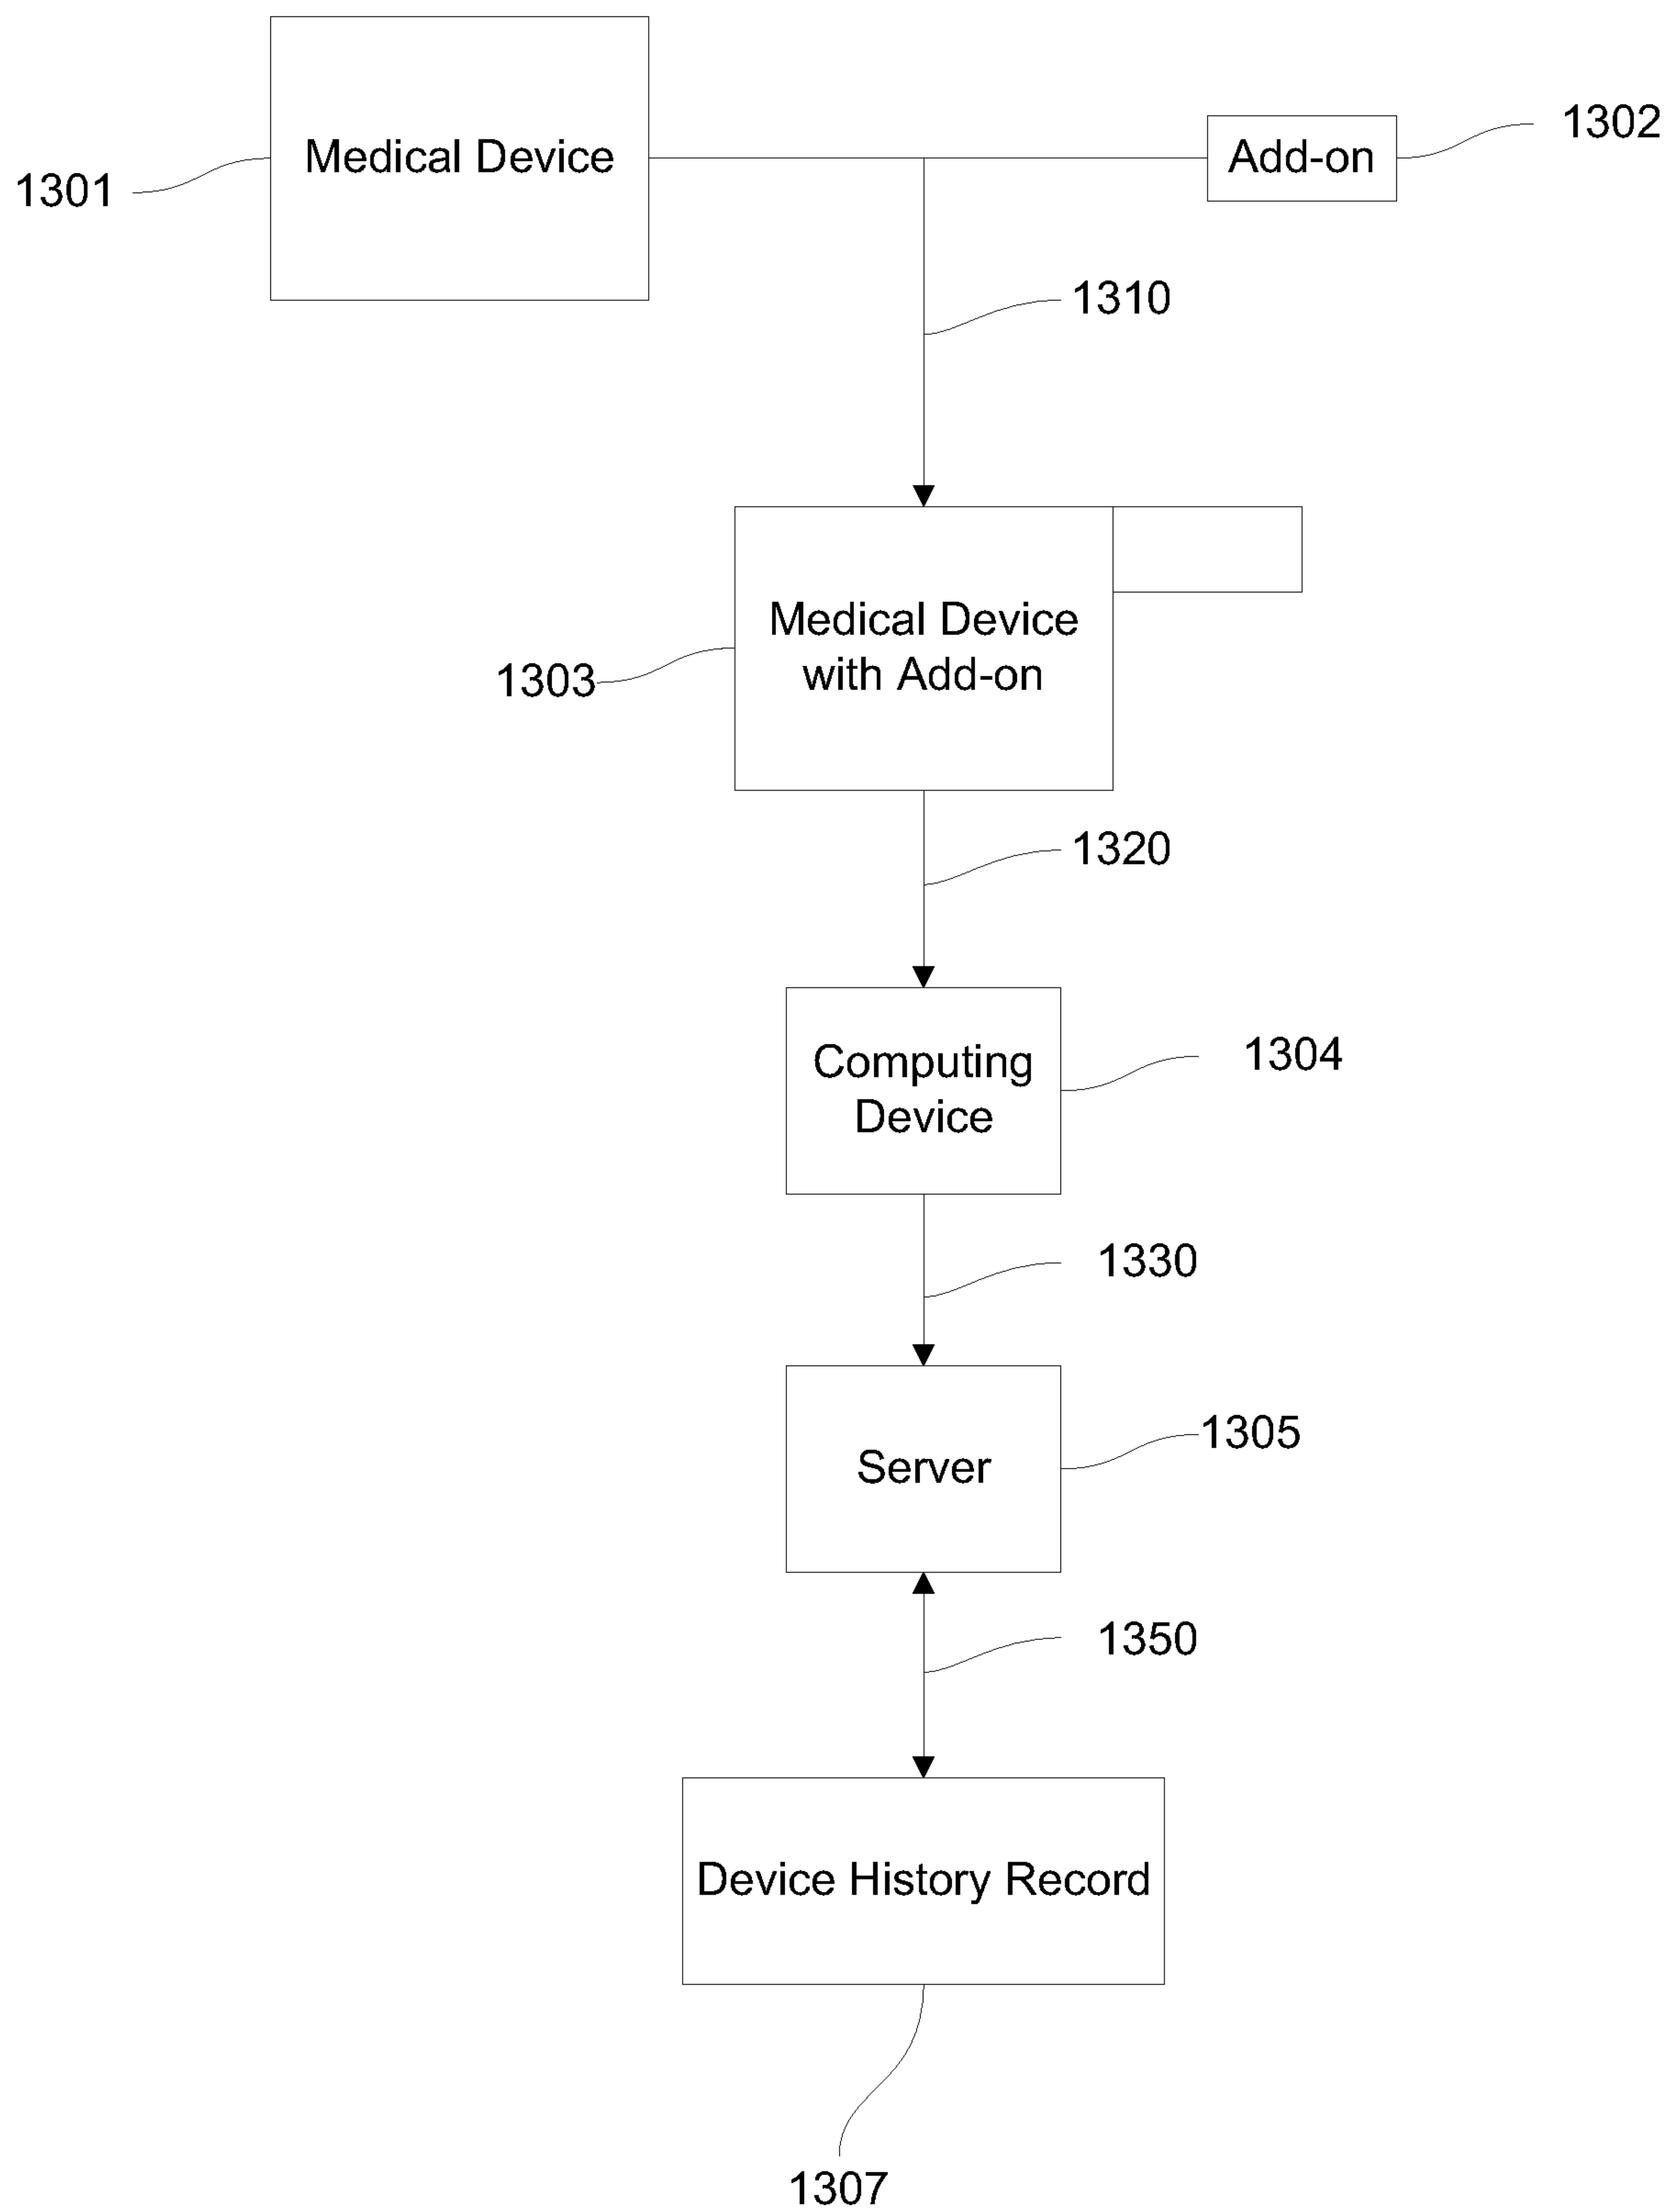 1302
Medical Device
Add-on
1301
1310
Medical Device
with Add-on
1303
1320
Computing
Device
1304
1330
Server
1305
1350
Device History Record
1307